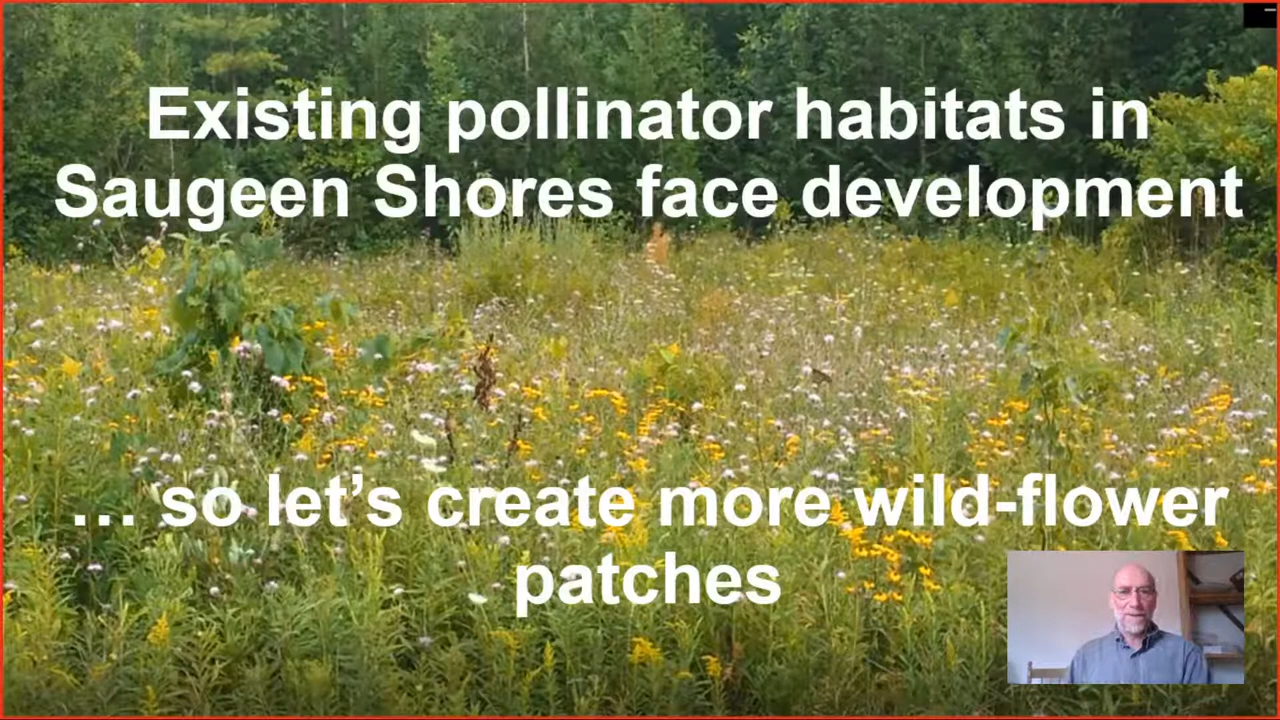 Existing pollinator habitats in
Saugeen Shores face development
… so let’s create more wild-flower
patches